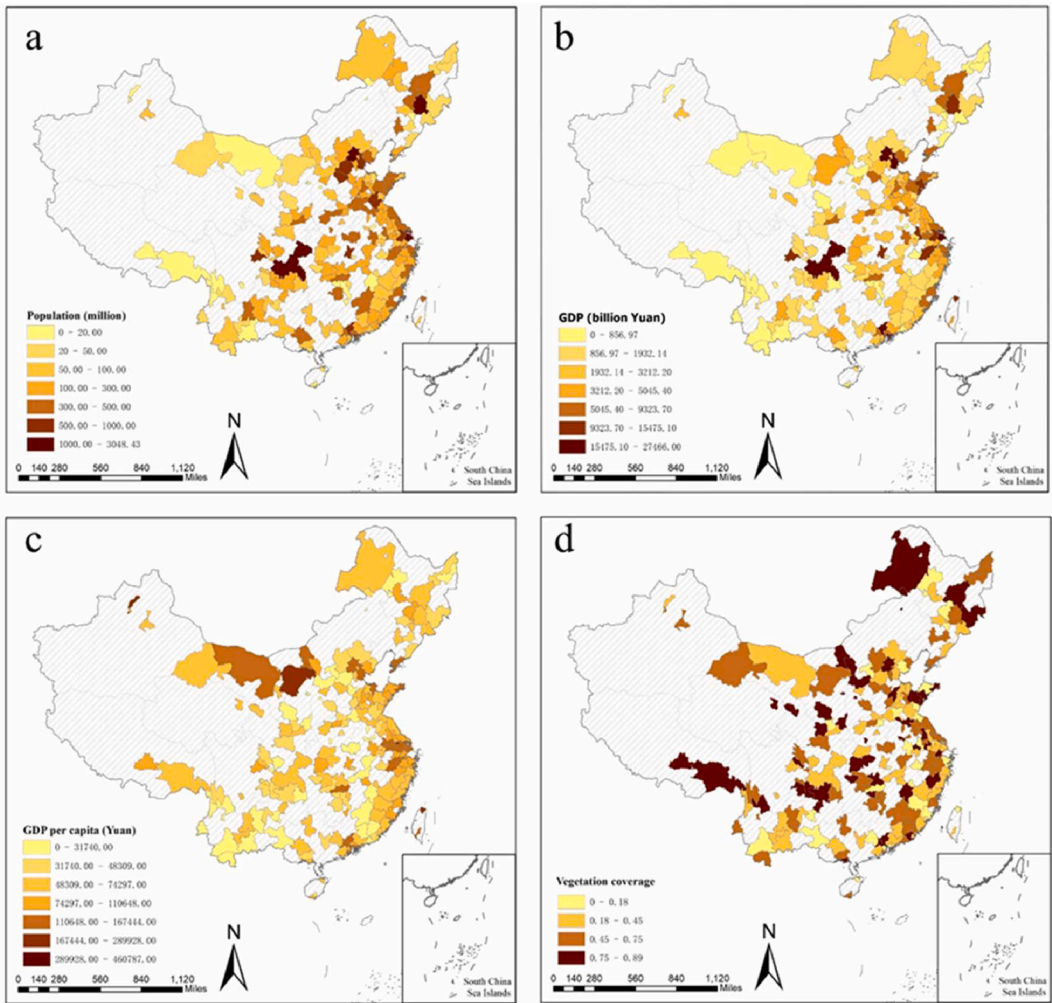 a
Population (million)
0 - 20.00
20 - 50.00
50.00 - 100.00
100.00 - 300.00
300.00 - 500.00
500.00 - 1000.00
1000.00 - 3048.43
N
0 140 280 560 840 1,120
Miles
South China
Sea Islands
b
GDP (billion Yuan)
0 - 856.97
856.97 - 1932.14
1932.14 - 3212.20
3212.20 - 5045.40
5045.40 - 9323.70
9323.70 - 15475.10
15475.10 - 27466.00
N
0 140 280 560 840 1,120
Miles
South China
Sea Islands
c
GDP per capita (Yuan)
0 - 31740.00
31740.00 - 48309.00
48309.00 - 74297.00
74297.00 - 110648.00
110648.00 - 167444.00
167444.00 - 289928.00
289928.00 - 460787.00
N
0 140 280 560 840 1,120
Miles
South China
Sea Islands
d
Vegetation coverage
0 - 0.18
0.18 - 0.45
0.45 - 0.75
0.75 - 0.89
N
0 140 280 560 840 1,120
Miles
South China
Sea Islands